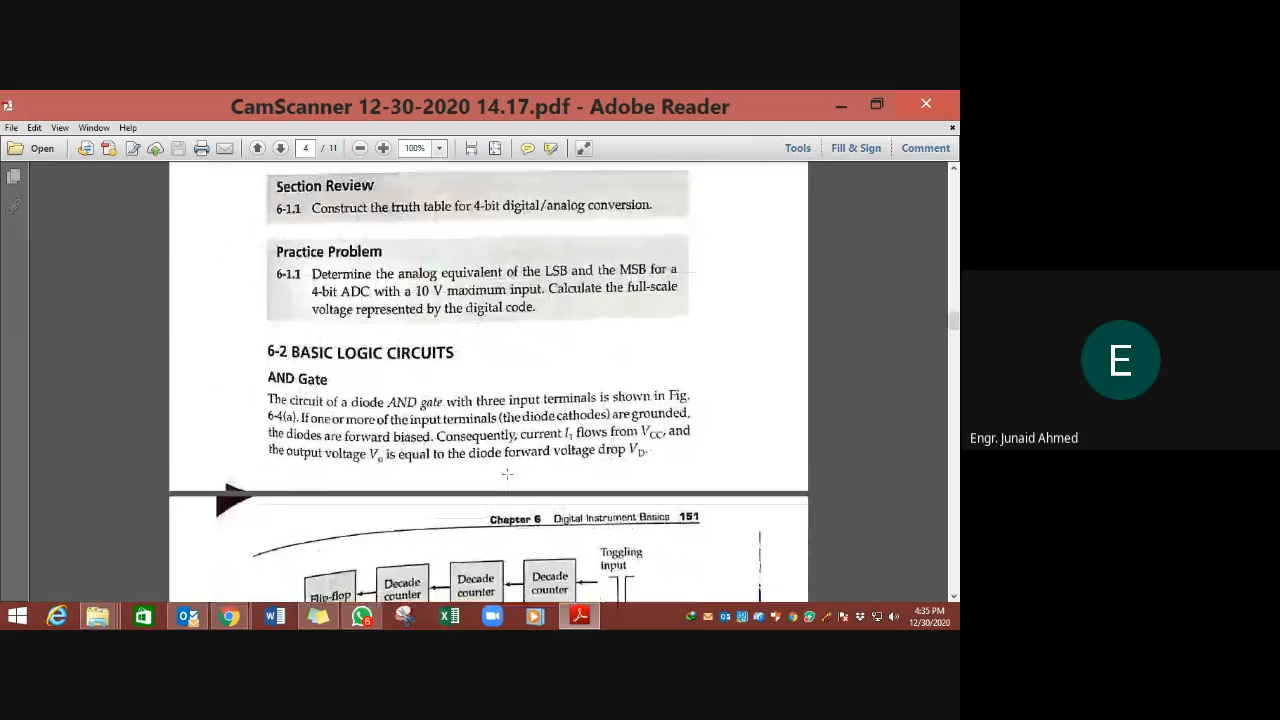 CamScanner 12-30-2020 14.17.pdf - Adobe Reader
File Edit View Window Help
Open 4 / 11 100% Tools Fill & Sign Comment
Section Review
6-1.1 Construct the truth table for 4-bit digital/analog conversion.
Practice Problem
6-1.1 Determine the analog equivalent of the LSB and the MSB for a
4-bit ADC with a 10 V maximum input. Calculate the full-scale
voltage represented by the digital code.
6-2 BASIC LOGIC CIRCUITS
AND Gate
The circuit of a diode AND gate with three input terminals is shown in Fig.
6-4(a). If one or more of the input terminals (the diode cathodes) are grounded,
the diodes are forward biased. Consequently, current I1 flows from VCC, and
the output voltage Vo is equal to the diode forward voltage drop VD.
Chapter 6 Digital Instrument Basics 151
Toggling
input
Flip-flop
Decade
counter
Decade
counter
Decade
counter
4:35 PM
12/30/2020
E
Engr. Junaid Ahmed